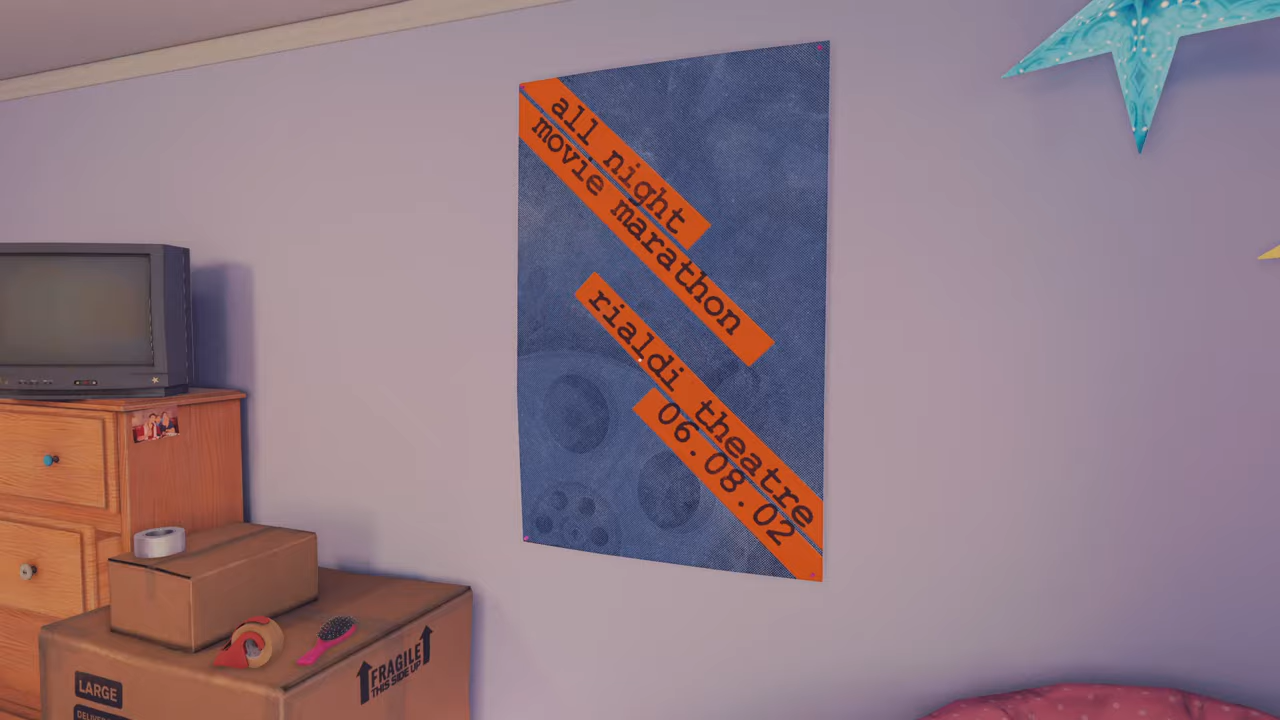 all night
movie marathon
rialdi theatre
06.08.02
FRAGILE
THIS SIDE UP
LARGE